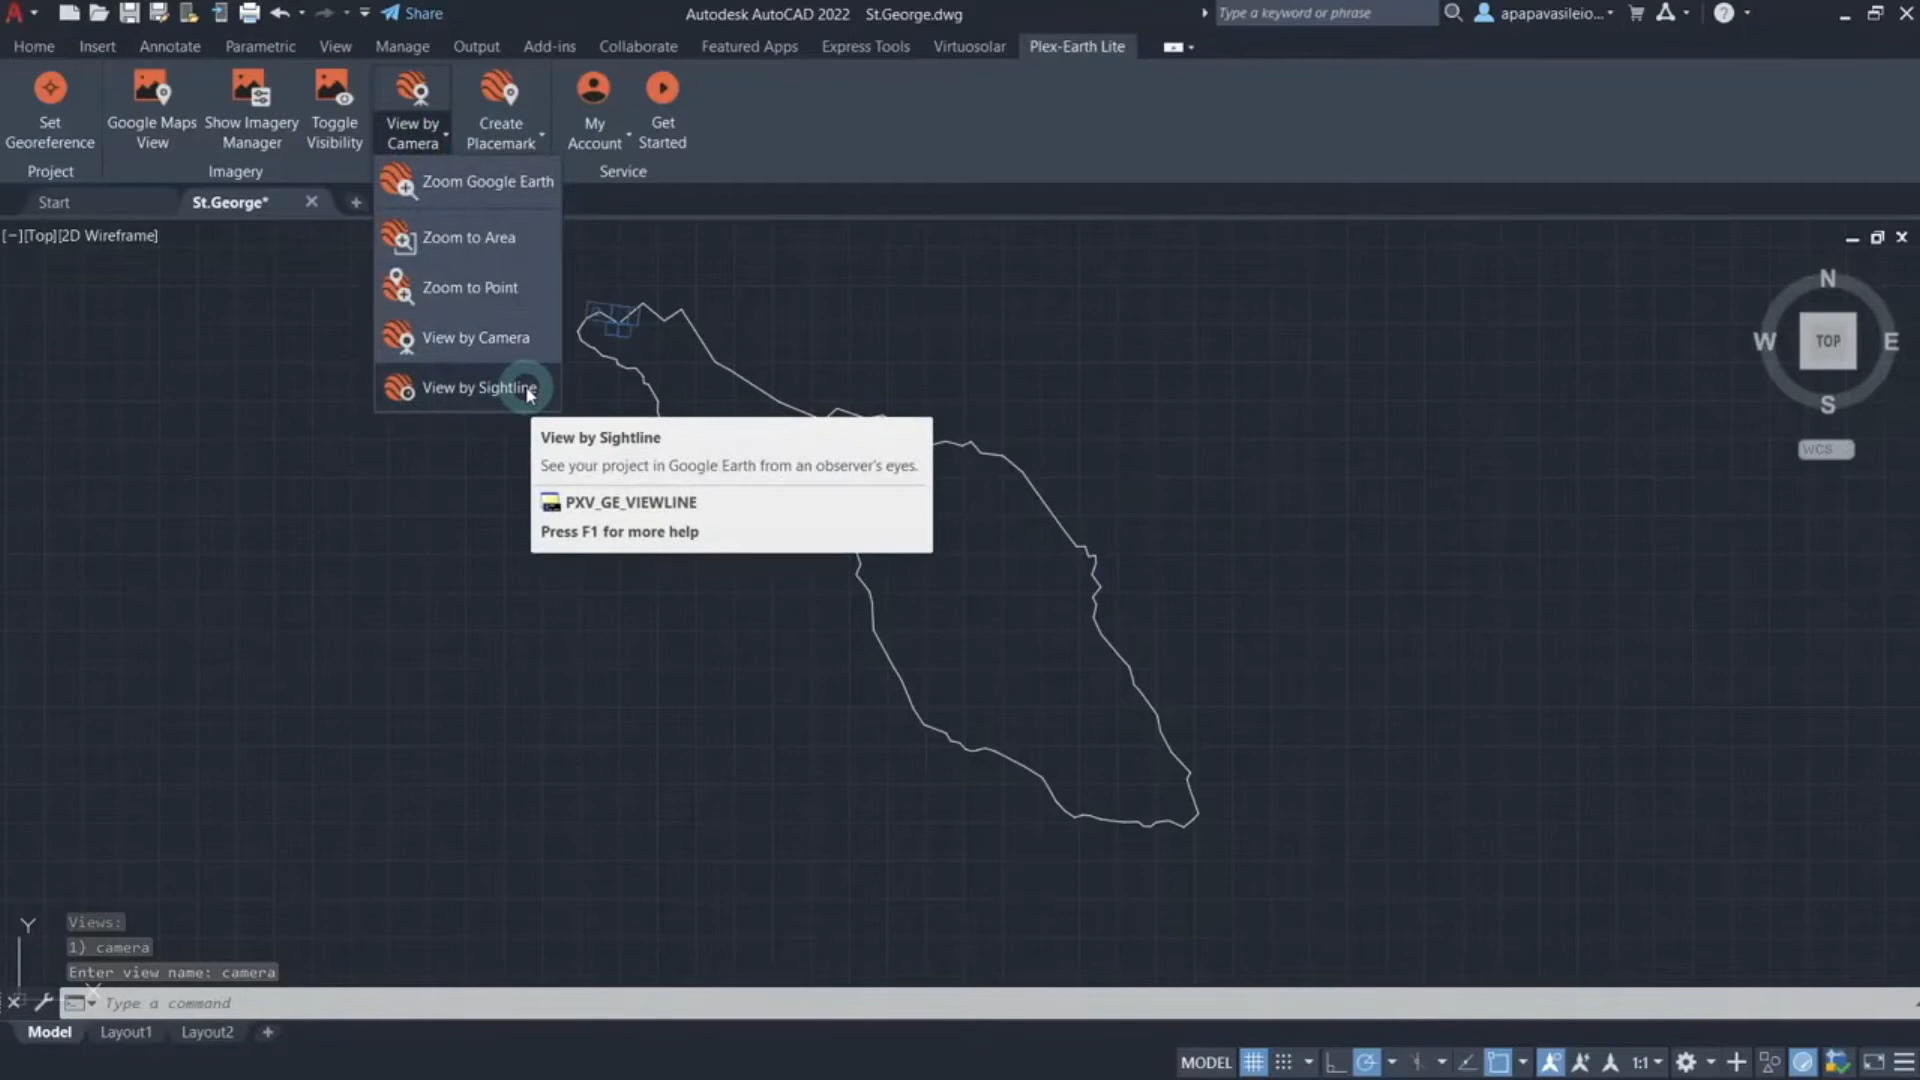 Share
Autodesk AutoCAD 2022 St.George.dwg
Type a keyword or phrase
apapavasileio...
Home Insert Annotate Parametric View Manage Output Add-ins Collaborate Featured Apps Express Tools Virtuosolar Plex-Earth Lite
Set
Georeference
Google Maps
View
Show Imagery
Manager
Toggle
Visibility
View by
Camera
Create
Placemark
My
Account
Get
Started
Project Imagery Service
Zoom Google Earth
Start St.George*
[−][Top][2D Wireframe]
Zoom to Area
Zoom to Point
View by Camera
View by Sightline
View by Sightline
See your project in Google Earth from an observer's eyes.
PXV_GE_VIEWLINE
Press F1 for more help
N
W TOP E
S
WCS
Y
X
Views:
1) camera
Enter view name: camera
Type a command
Model Layout1 Layout2
MODEL 1:1